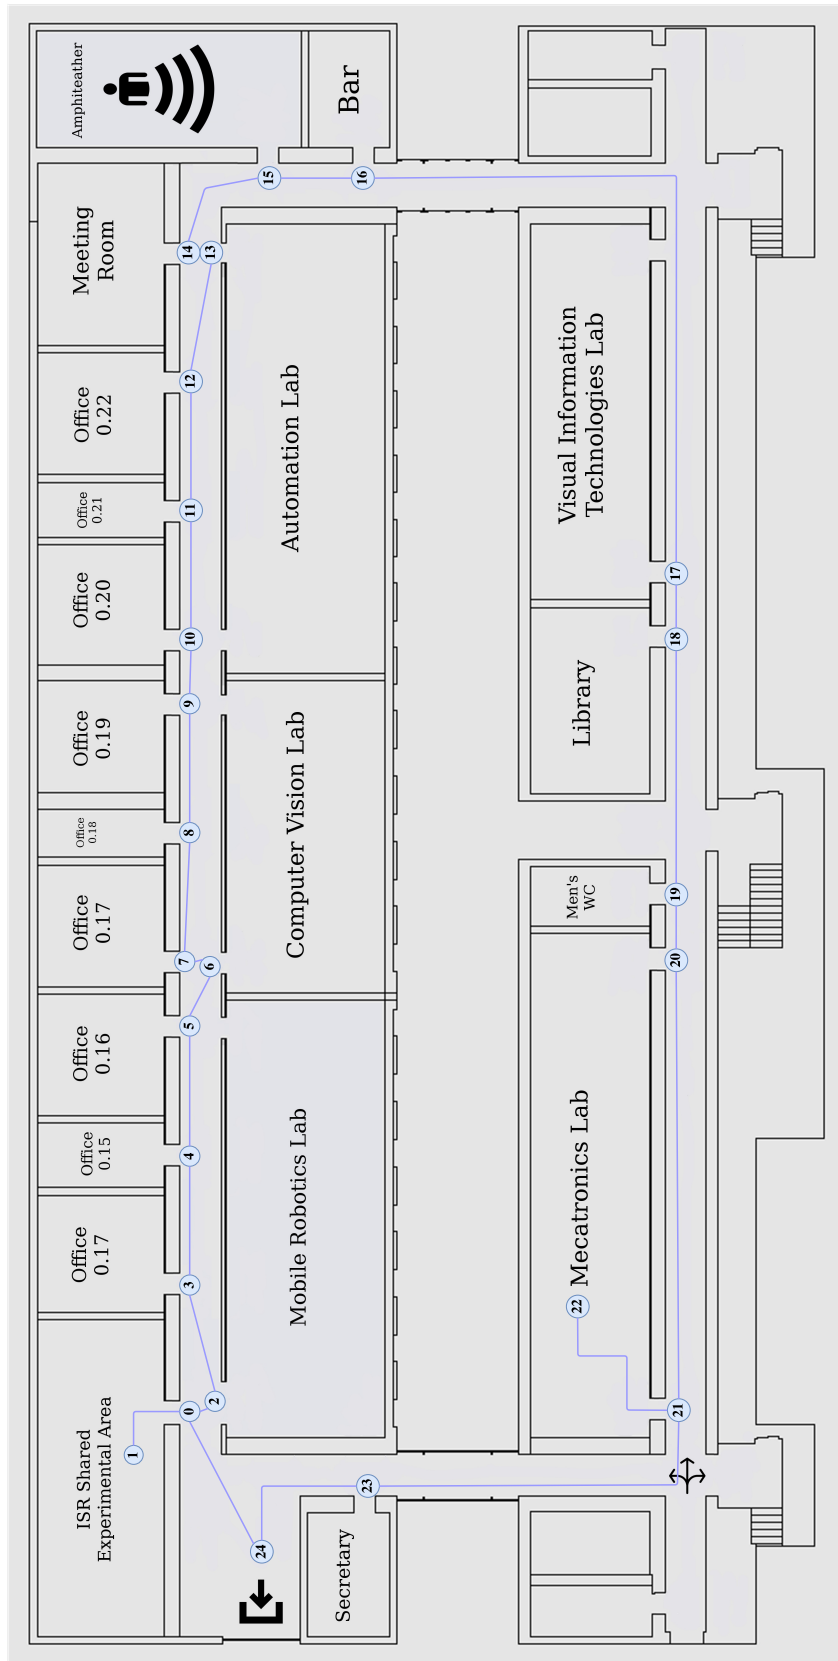 Amphiteather
Bar
15
16
Meeting
Room
14
13
12
Office
0.22
Automation Lab
Visual Information
Technologies Lab
Office
0.21
11
17
Office
0.20
10
18
Office
0.19
9
Library
Office
0.18
8
Computer Vision Lab
Men's
WC
19
Office
0.17
7
6
20
Office
0.16
5
Office
0.15
4
Mobile Robotics Lab
Mecatronics Lab
Office
0.17
3
22
2
0
21
1
ISR Shared
Experimental Area
23
24
Secretary